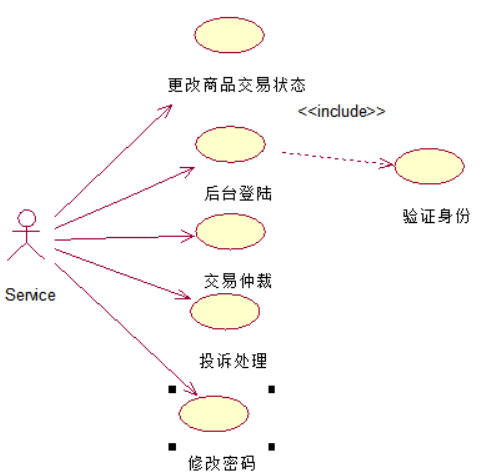 更改商品交易状态
<<include>>
后台登陆
验证身份
交易仲裁
Service
投诉处理
修改密码